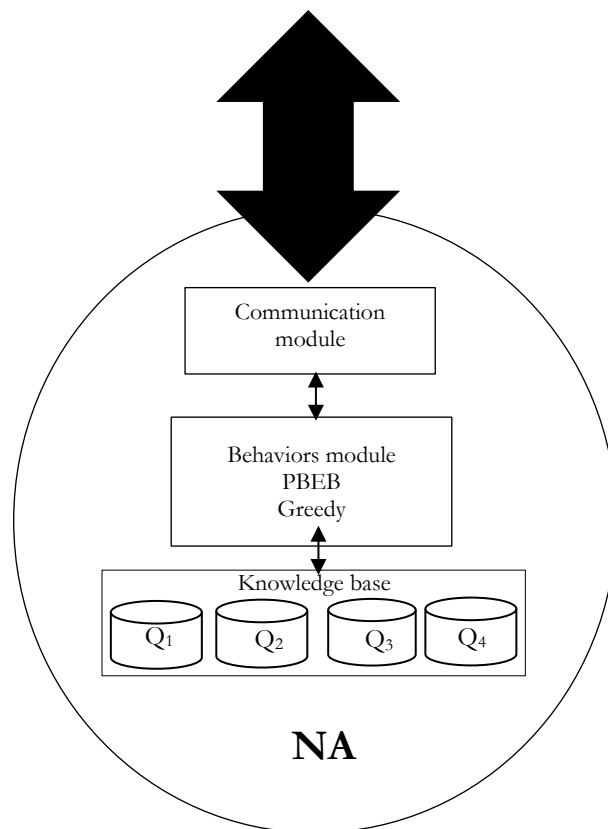 Communication
module
Behaviors module
PBEB
Greedy
Knowledge base
Q₁ Q₂ Q₃ Q₄
NA